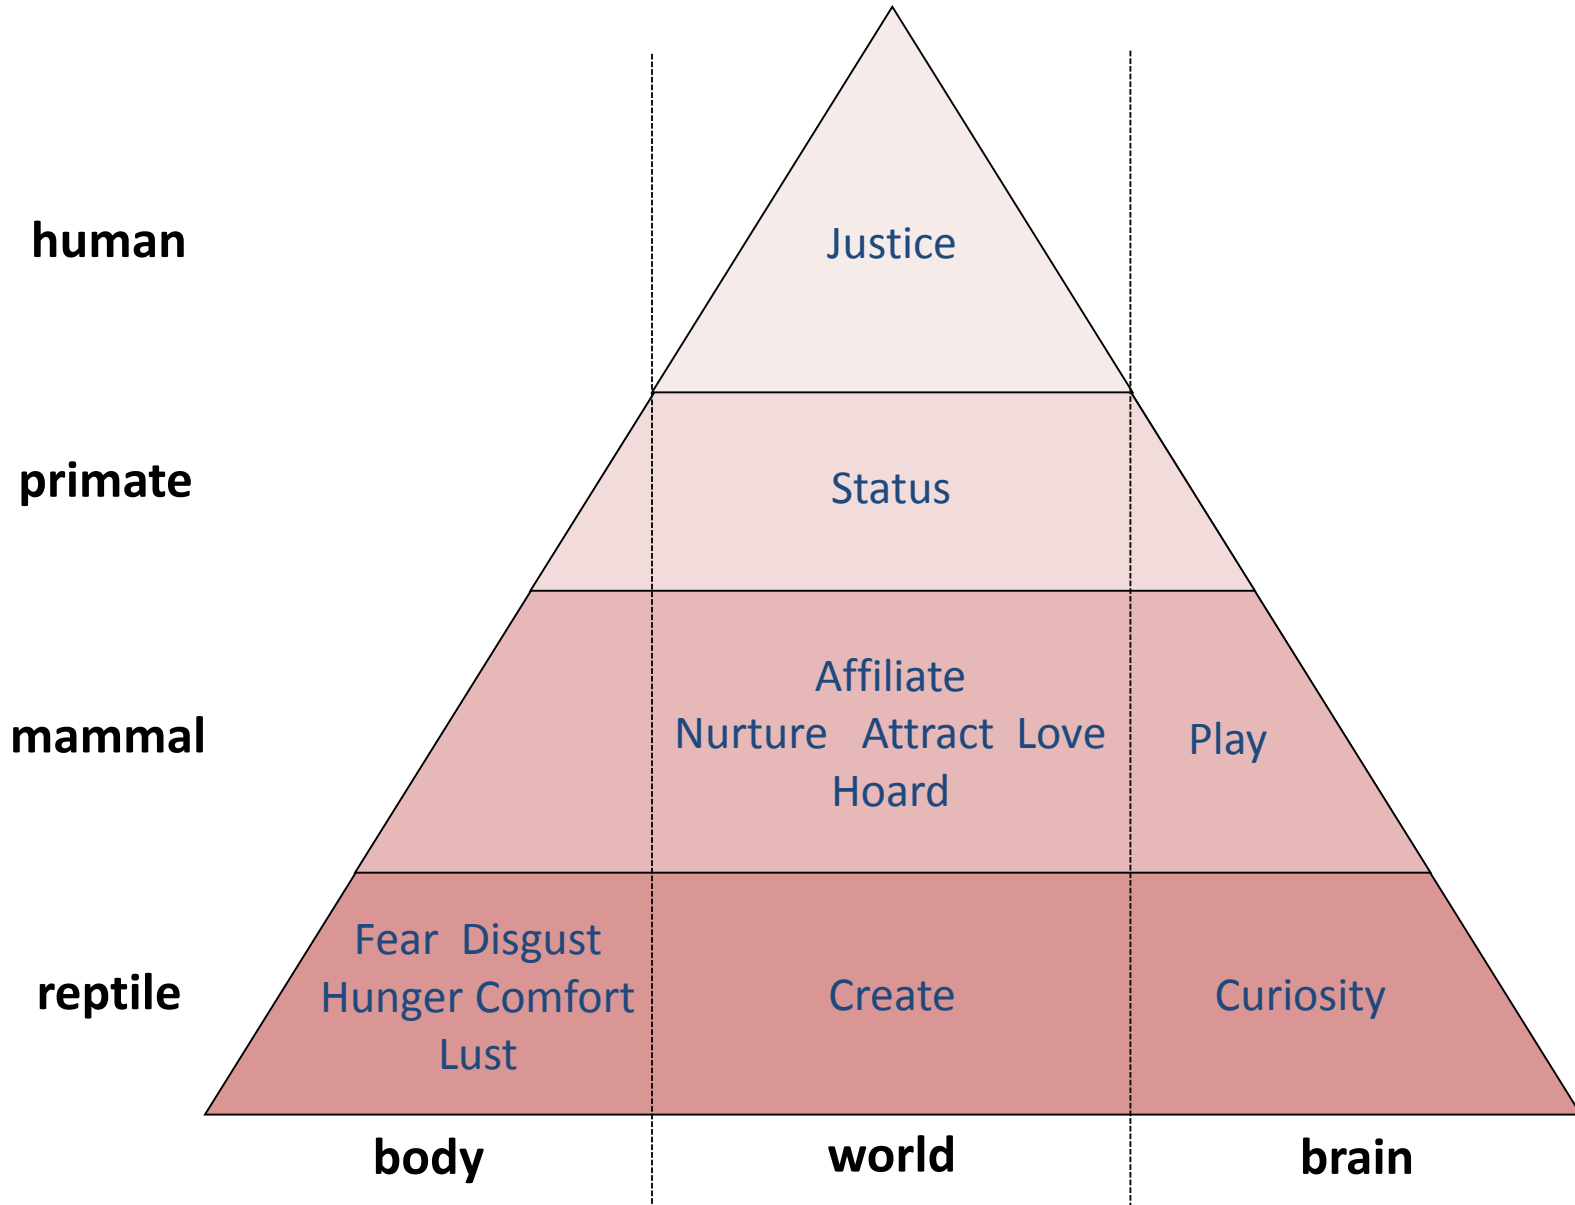 human
Justice
primate
Status
mammal
Affiliate
Nurture Attract Love
Hoard
Play
reptile
Fear Disgust
Hunger Comfort
Lust
Create
Curiosity
body
world
brain